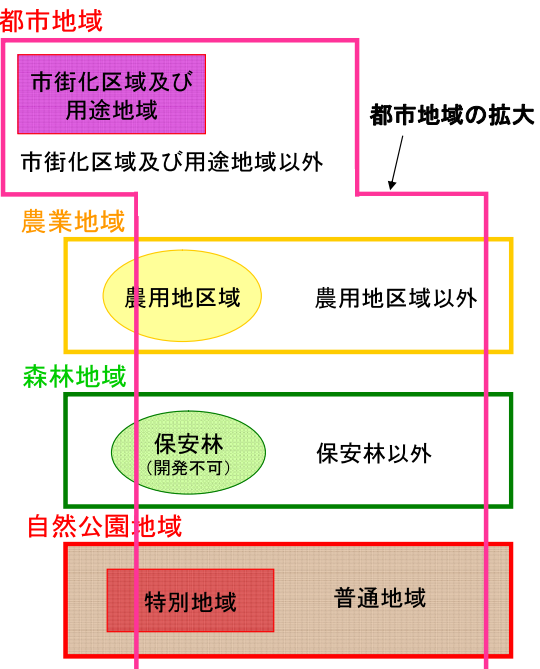 都市地域
市街化区域及び
用途地域
都市地域の拡大
市街化区域及び用途地域以外
農業地域
農用地区域
農用地区域以外
森林地域
保安林
（開発不可）
保安林以外
自然公園地域
特別地域
普通地域